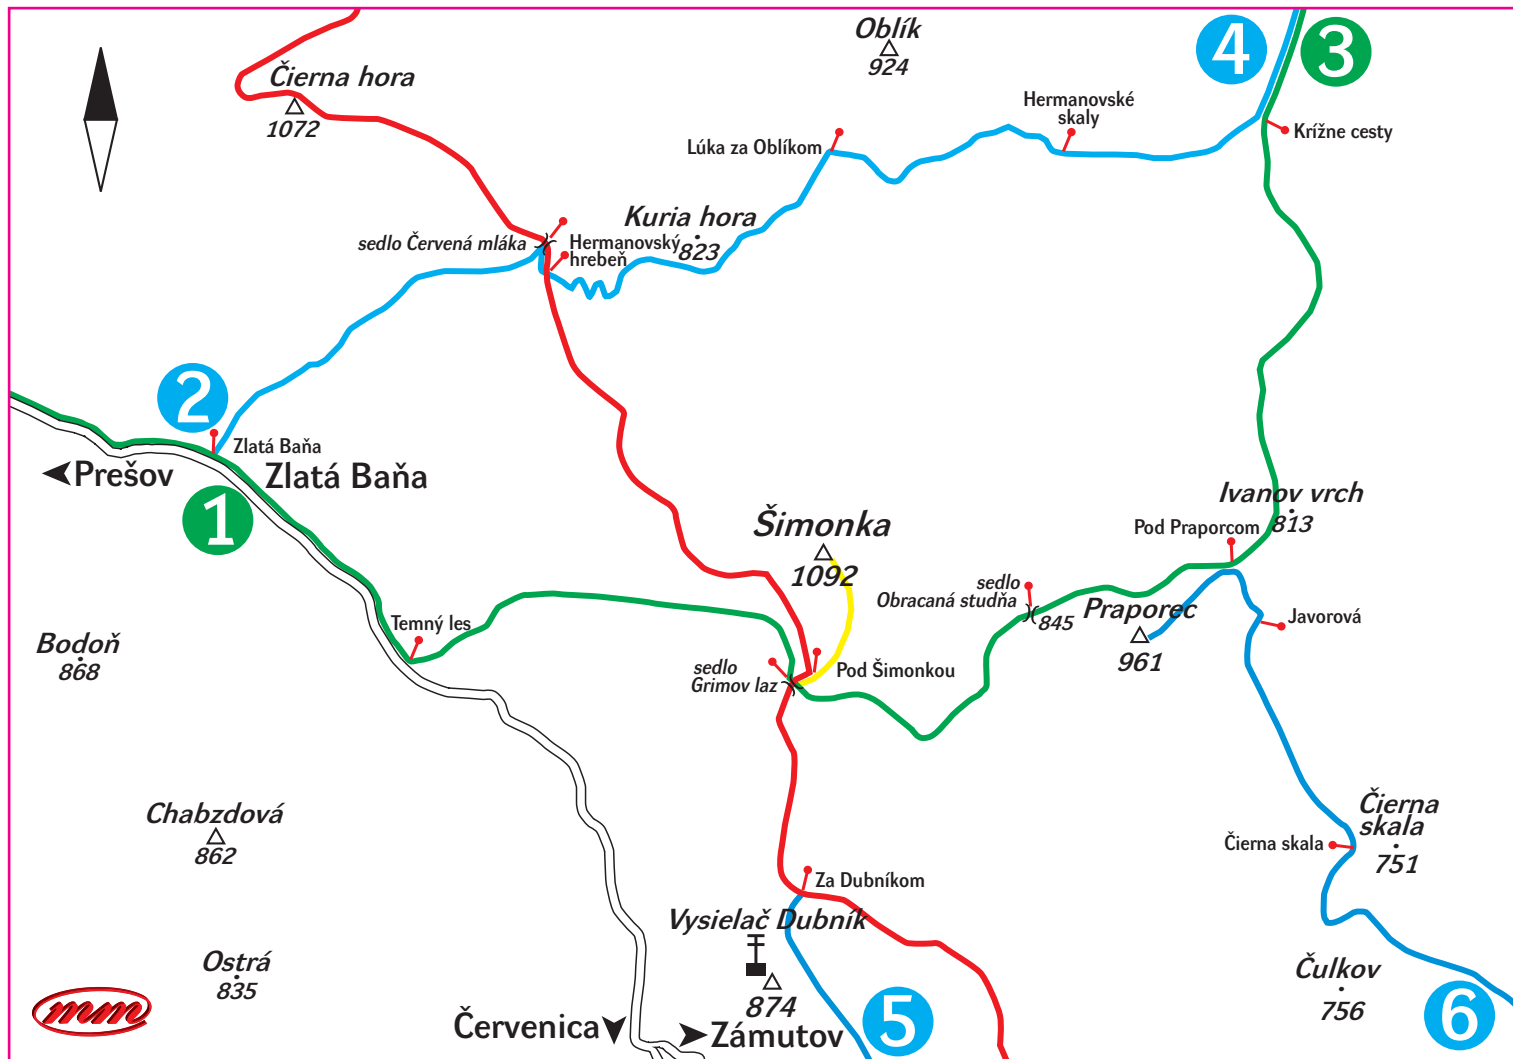 Oblík
924
4
3
Čierna hora
1072
Hermanovské
skaly
Krížne cesty
Lúka za Oblíkom
Kuria hora
823
sedlo Červená mláka
Hermanovský
hrebeň
2
Zlatá Baňa
Prešov
Zlatá Baňa
1
Ivanov vrch
813
Pod Praporcom
Šimonka
1092
sedlo
Obracaná studňa
845
Praporec
961
Javorová
Temný les
Bodoň
868
sedlo
Grimov laz
Pod Šimonkou
Chabzdová
862
Čierna
skala
751
Čierna skala
Za Dubníkom
Vysielač Dubník
874
Ostrá
835
Čulkov
756
mm
Červenica
Zámutov
5
6